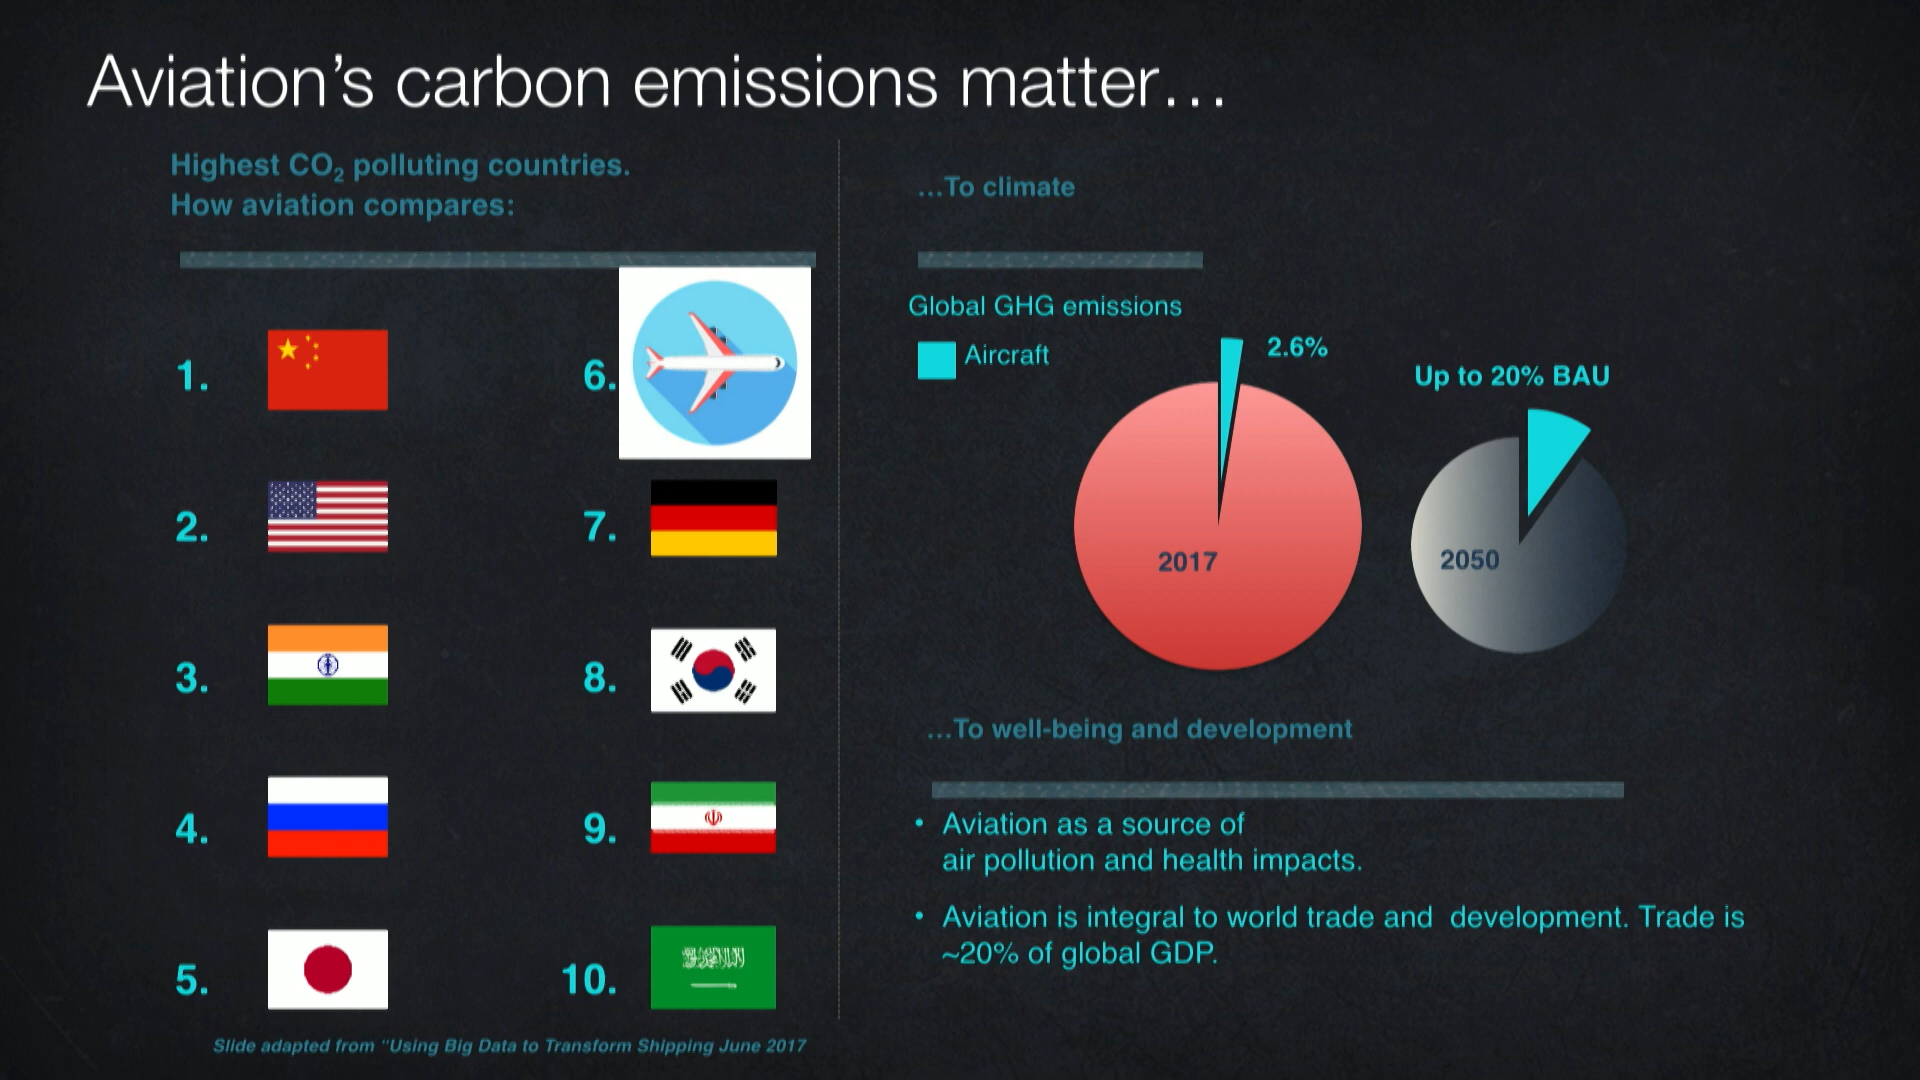 Aviation’s carbon emissions matter…
Highest CO₂ polluting countries.
How aviation compares:
1.
2.
3.
4.
5.
6.
7.
8.
9.
10.
Slide adapted from “Using Big Data to Transform Shipping June 2017
…To climate
Global GHG emissions
Aircraft
2.6%
2017
Up to 20% BAU
2050
…To well-being and development
• Aviation as a source of
air pollution and health impacts.
• Aviation is integral to world trade and development. Trade is
~20% of global GDP.